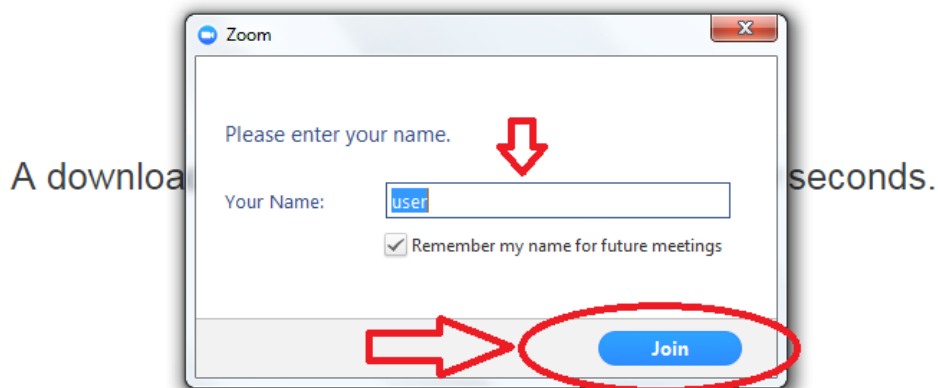 Zoom
Please enter your name.
A downloa seconds.
Your Name: user
Remember my name for future meetings
Join